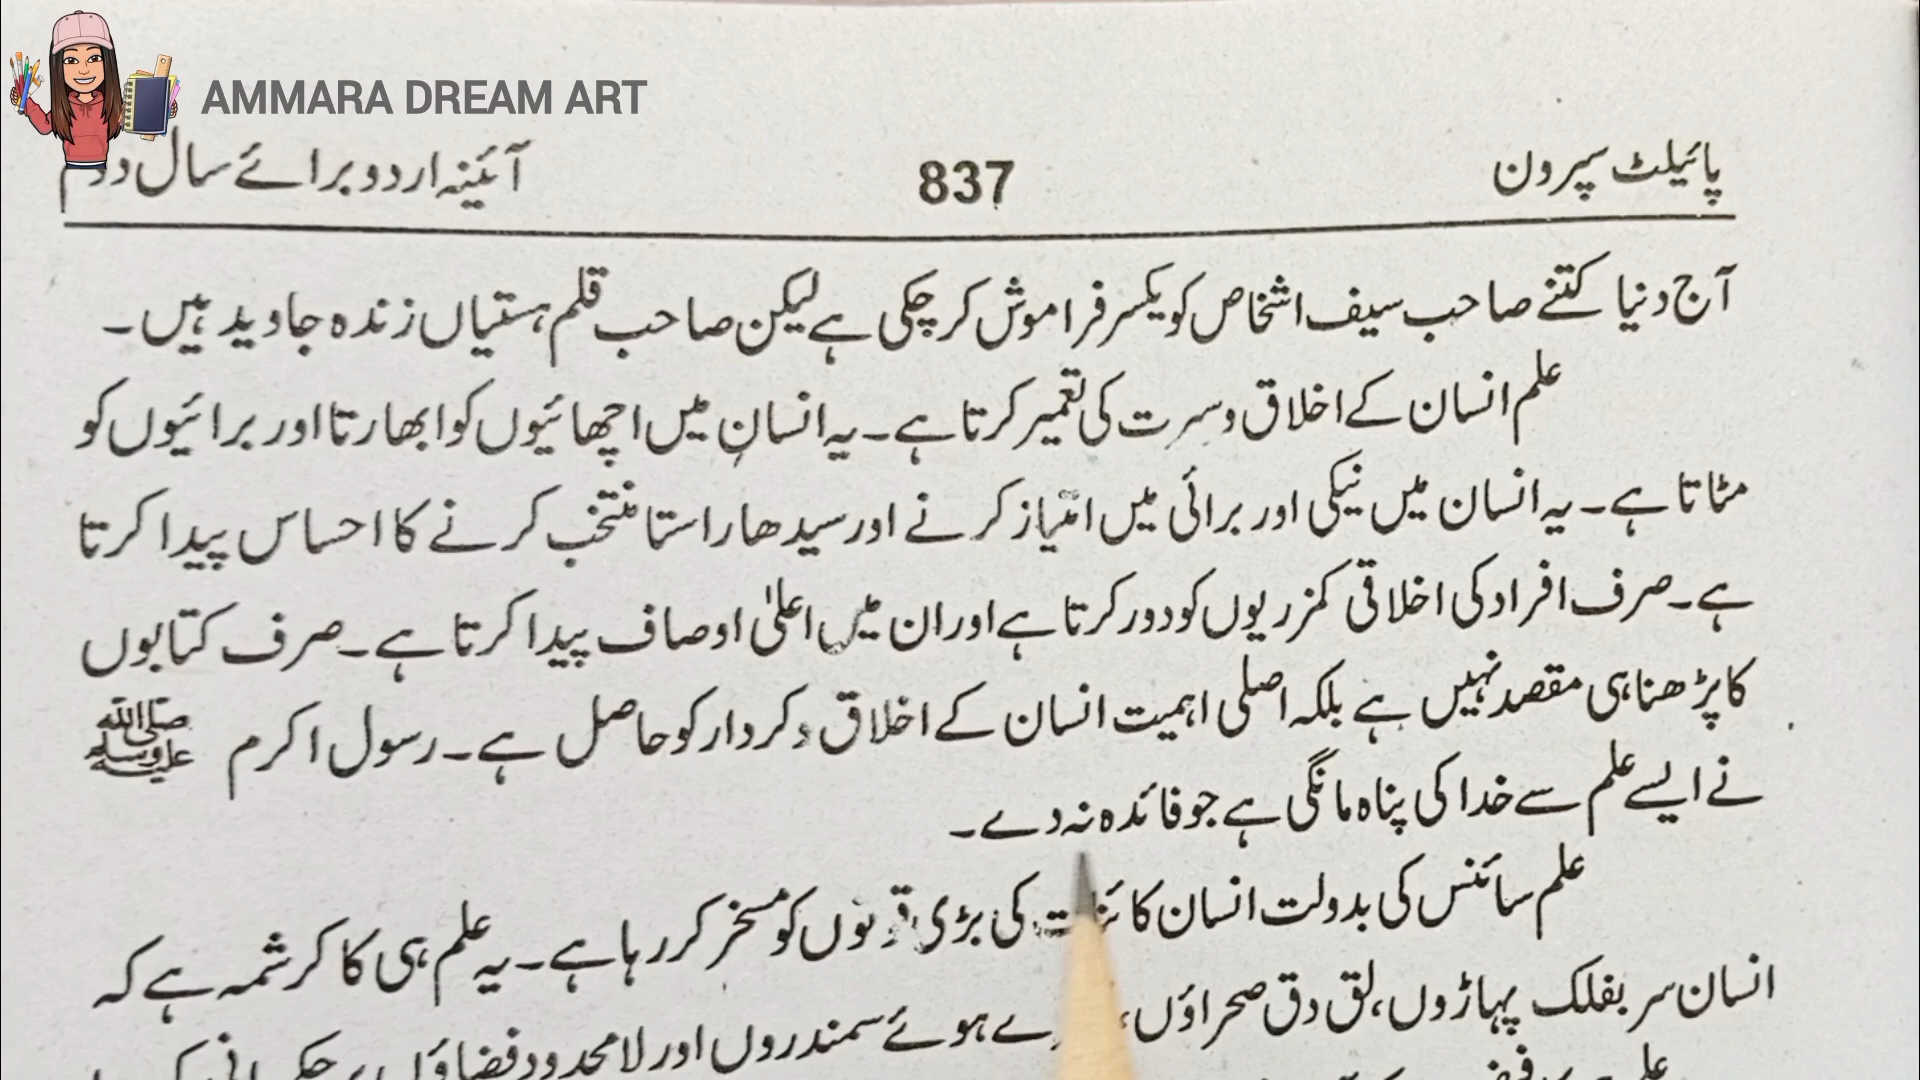 AMMARA DREAM ART
پائیلٹ سپر ون 837 آئینہ اردو برائے سال دوم
آج دنیا کتنے صاحب سیف اشخاص کو یکسر فراموش کر چکی ہے لیکن صاحب قلم ہستیاں زندہ جاوید ہیں۔
علم انسان کے اخلاق و سرت کی تعمیر کرتا ہے۔ یہ انسان میں اچھائیوں کو ابھارتا اور برائیوں کو
مٹاتا ہے۔ یہ انسان میں نیکی اور برائی میں امتیاز کرنے اور سیدھا راستا منتخب کرنے کا احساس پیدا کرتا
ہے۔ صرف افراد کی اخلاقی کمزریوں کو دور کرتا ہے اور ان میں اعلیٰ اوصاف پیدا کرتا ہے۔ صرف کتابوں
کا پڑھنا ہی مقصد نہیں ہے بلکہ اصلی اہمیت انسان کے اخلاق و کردار کو حاصل ہے۔ رسول اکرم صلی اللہ علیہ وسلم
نے ایسے علم سے خدا کی پناہ مانگی ہے جو فائدہ نہ دے۔
علم سائنس کی بدولت انسان کائنات کی بڑی قوتوں کو مسخر کر رہا ہے۔ یہ علم ہی کا کرشمہ ہے کہ
انسان سر بفلک پہاڑوں، لق دق صحراؤں، ہوئے سمندروں اور لامحدود فضاؤں پر حکمرانی